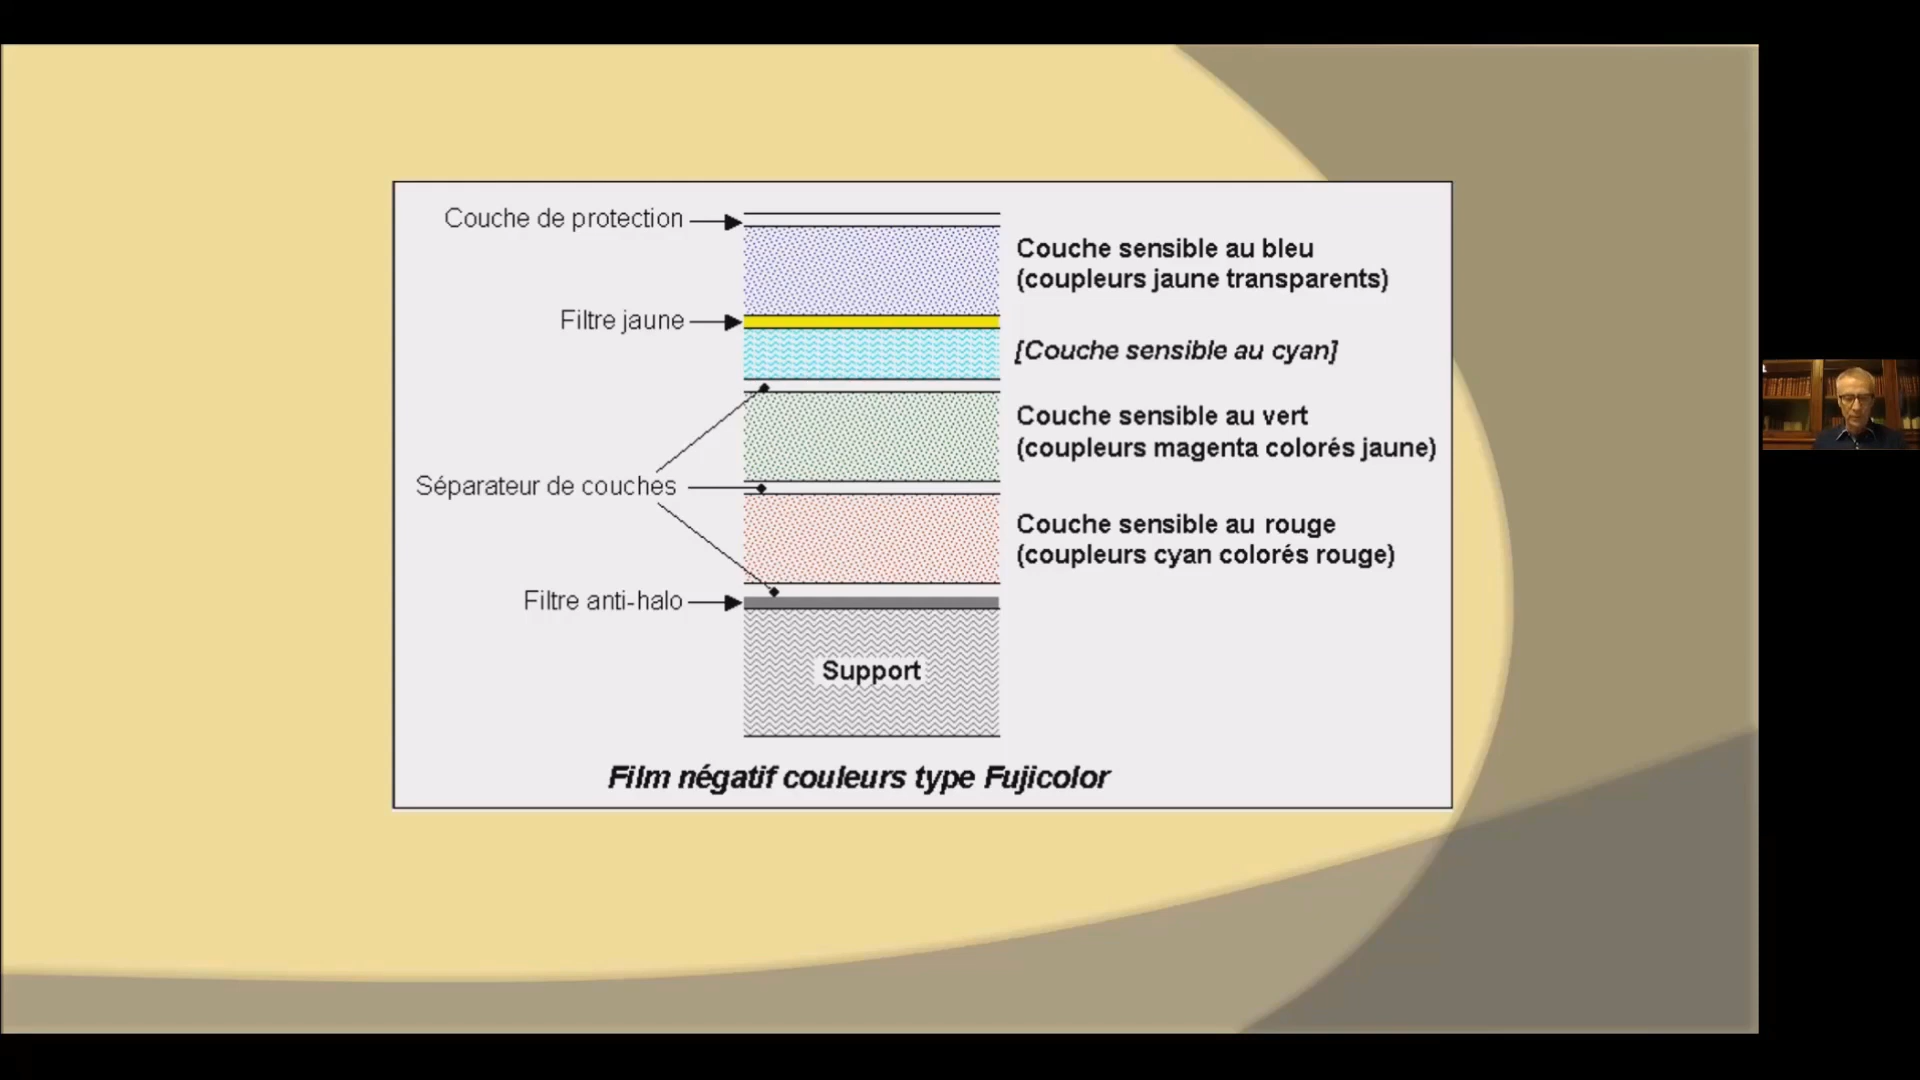 Couche de protection
Couche sensible au bleu
(coupleurs jaune transparents)
Filtre jaune
[Couche sensible au cyan]
Couche sensible au vert
(coupleurs magenta colorés jaune)
Séparateur de couches
Couche sensible au rouge
(coupleurs cyan colorés rouge)
Filtre anti-halo
Support
Film négatif couleurs type Fujicolor